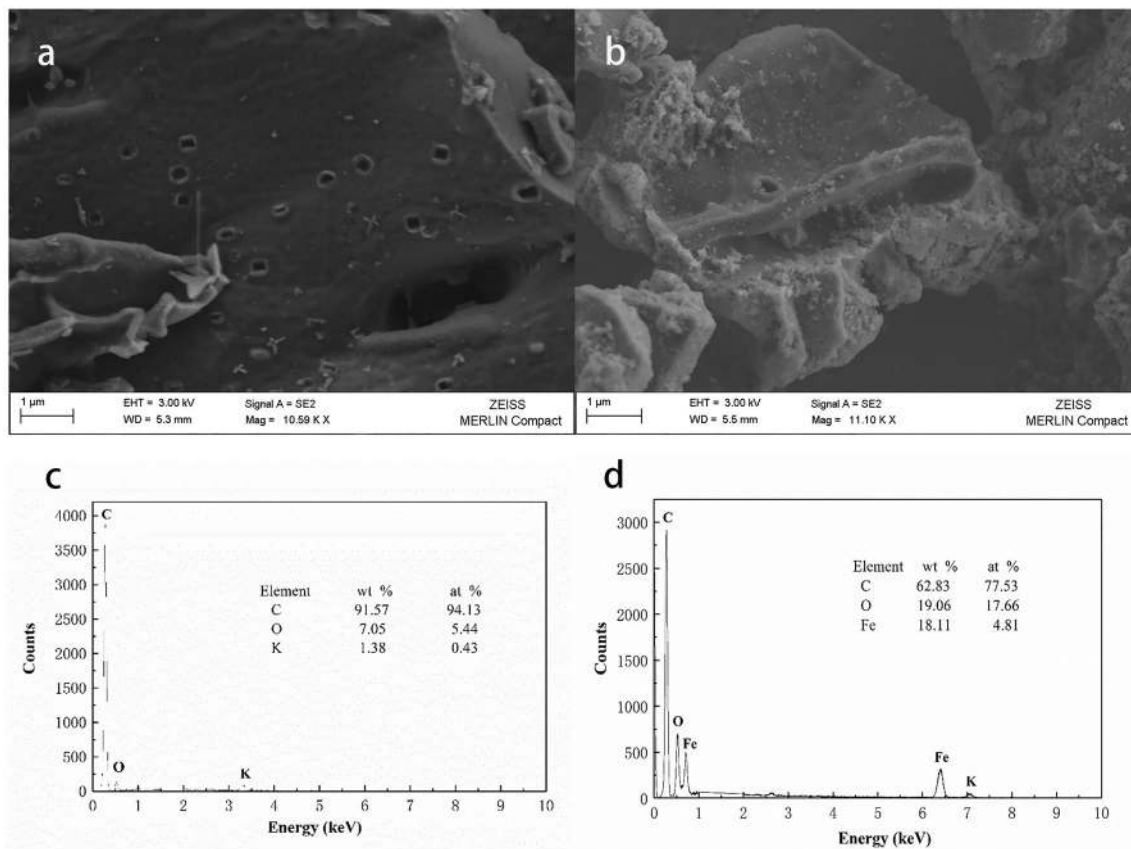 a
b
1 μm
EHT = 3.00 kV
WD = 5.3 mm
Signal A = SE2
Mag = 10.59 K X
ZEISS
MERLIN Compact
1 μm
EHT = 3.00 kV
WD = 5.5 mm
Signal A = SE2
Mag = 11.10 K X
ZEISS
MERLIN Compact
c
4000
3500
3000
2500
2000
1500
1000
500
0
Counts
C
O
K
Element wt % at %
C 91.57 94.13
O 7.05 5.44
K 1.38 0.43
0 1 2 3 4 5 6 7 8 9 10
Energy (keV)
d
3000
2500
2000
1500
1000
500
0
Counts
C
O
Fe
Fe
K
Element wt % at %
C 62.83 77.53
O 19.06 17.66
Fe 18.11 4.81
0 1 2 3 4 5 6 7 8 9 10
Energy (keV)